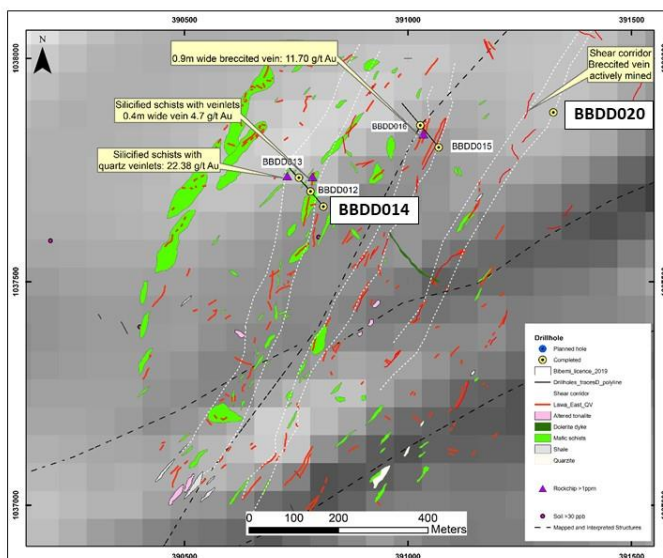 390500
391000
391500
1038000
N
0.9m wide breccited vein: 11.70 g/t Au
Shear corridor
Breccited vein
actively mined
Silicified schists with veinlets
0.4m wide vein 4.7 g/t Au
BBDD016
BBDD020
BBDD015
Silicified schists with
quartz veinlets: 22.38 g/t Au
BBDD013
BBDD012
BBDD014
1037500
Drillhole
Planned hole
Completed
Bibemi_licence_2019
Drillholes_tracesD_polyline
Shear corridor
Lawa_East_QV
Altered tonalite
Dolerite dyke
Mafic schists
Shale
Quartzite
Rockchip >1ppm
Soil >30 ppb
Mapped and Interpreted Structures
1037000
0 100 200 400
Meters
390500
391000
391500